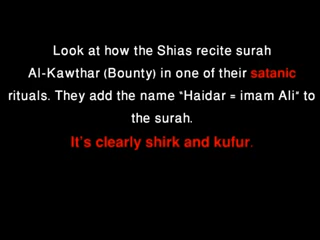 Look at how the Shias recite surah
Al-Kawthar (Bounty) in one of their satanic
rituals. They add the name "Haidar = imam Ali" to
the surah.
It's clearly shirk and kufur.